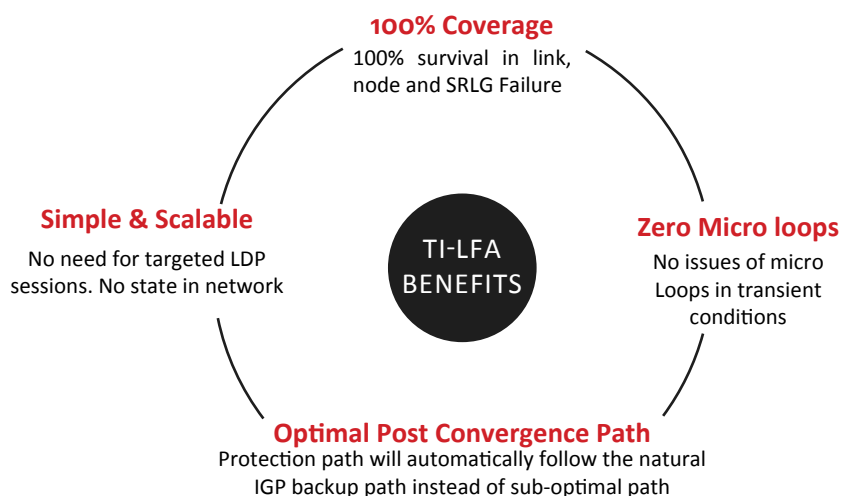 100% Coverage
100% survival in link,
node and SRLG Failure
Simple & Scalable
No need for targeted LDP
sessions. No state in network
TI-LFA
BENEFITS
Zero Micro loops
No issues of micro
Loops in transient
conditions
Optimal Post Convergence Path
Protection path will automatically follow the natural
IGP backup path instead of sub-optimal path